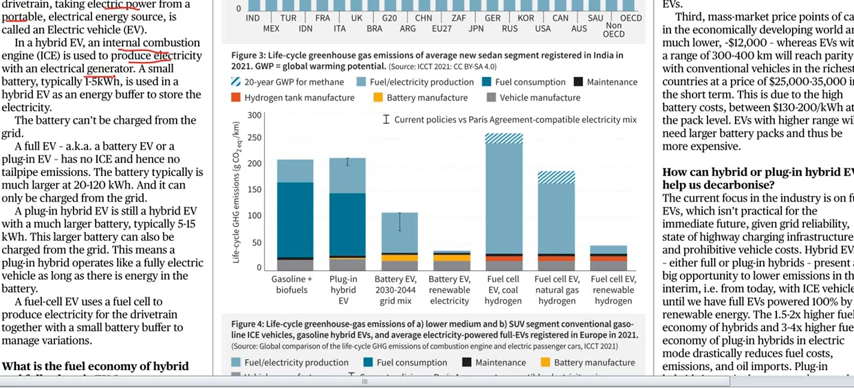 drivetrain, taking electric power from a
portable, electrical energy source, is
called an Electric vehicle (EV).
In a hybrid EV, an internal combustion
engine (ICE) is used to produce electricity
with an electrical generator. A small
battery, typically 1-5kWh, is used in a
hybrid EV as an energy buffer to store the
electricity.
The battery can't be charged from the
grid.
A full EV - a.k.a. a battery EV or a
plug-in EV - has no ICE and hence no
tailpipe emissions. The battery typically is
much larger at 20-120 kWh. And it can
only be charged from the grid.
A plug-in hybrid EV is still a hybrid EV
with a much larger battery, typically 5-15
kWh. This larger battery can also be
charged from the grid. This means a
plug-in hybrid operates like a fully electric
vehicle as long as there is energy in the
battery.
A fuel-cell EV uses a fuel cell to
produce electricity for the drivetrain
together with a small battery buffer to
manage variations.
What is the fuel economy of hybrid
0
IND TUR FRA UK G20 CHN ZAF GER KOR CAN SAU OECD
MEX IDN ITA BRA ARG EU27 JPN RUS USA AUS Non
OECD
Figure 3: Life-cycle greenhouse gas emissions of average new sedan segment registered in India in
2021. GWP = global warming potential. (Source: ICCT 2021: CC BY-SA 4.0)
20-year GWP for methane Fuel/electricity production Fuel consumption Maintenance
Hydrogen tank manufacture Battery manufacture Vehicle manufacture
Current policies vs Paris Agreement-compatible electricity mix
Life-cycle GHG emissions (g CO2 eq./km)
300
250
200
150
100
50
0
Gasoline + biofuels
Plug-in hybrid EV
Battery EV, 2030-2044 grid mix
Battery EV, renewable electricity
Fuel cell EV, coal hydrogen
Fuel cell EV, natural gas hydrogen
Fuel cell EV, renewable hydrogen
Figure 4: Life-cycle greenhouse-gas emissions of a) lower medium and b) SUV segment conventional gaso-
line ICE vehicles, gasoline hybrid EVs, and average electricity-powered full-EVs registered in Europe in 2021.
(Source: Global comparison of the life-cycle GHG emissions of combustion engine and electric passenger cars, ICCT 2021)
Fuel/electricity production Fuel consumption Maintenance Battery manufacture
EVs.
Third, mass-market price points of ca
in the economically developing world ar
much lower, ~$12,000 - whereas EVs wit
a range of 300-400 km will reach parity
with conventional vehicles in the riches
countries at a price of $25,000-35,000 in
the short term. This is due to the high
battery costs, between $130-200/kWh at
the pack level. EVs with higher range wi
need larger battery packs and thus be
more expensive.
How can hybrid or plug-in hybrid EV
help us decarbonise?
The current focus in the industry is on fu
EVs, which isn't practical for the
immediate future, given grid reliability,
state of highway charging infrastructure
and prohibitive vehicle costs. Hybrid EV
- either full or plug-in hybrids - present a
big opportunity to lower emissions in th
interim, i.e. from today, with ICE vehicle
until we have full EVs powered 100% by
renewable energy. The 1.5-2x higher fuel
economy of hybrids and 3-4x higher fue
economy of plug-in hybrids in electric
mode drastically reduces fuel costs,
emissions, and oil imports. Plug-in